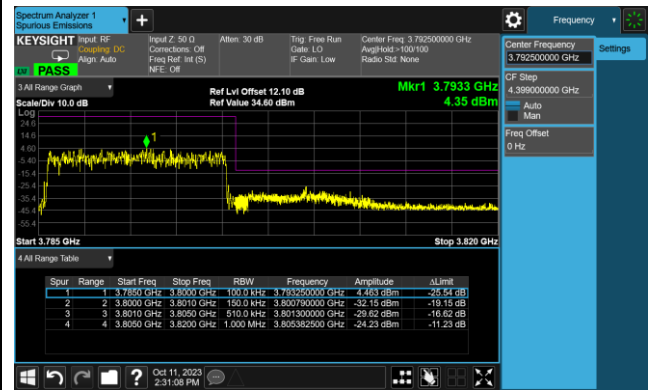 Spectrum Analyzer 1
Spurious Emissions
Frequency
KEYSIGHT
Input: RF
Coupling: DC
Align: Auto
Input Z: 50 Ω
Corrections: Off
Freq Ref: Int (S)
NFE: Off
Atten: 30 dB
Trig: Free Run
Gate: LO
IF Gain: Low
Center Freq: 3.792500000 GHz
Avg|Hold:>100/100
Radio Std: None
LXI PASS
Center Frequency
3.792500000 GHz
Settings
CF Step
4.399000000 GHz
Auto
Man
Freq Offset
0 Hz
3 All Range Graph
Scale/Div 10.0 dB
Ref Lvl Offset 12.10 dB
Ref Value 34.60 dBm
Mkr1 3.7933 GHz
4.35 dBm
Log
24.6
14.6
4.60
-5.40
-15.4
-25.4
-35.4
-45.4
-55.4
1
Start 3.785 GHz
Stop 3.820 GHz
4 All Range Table
Spur Range Start Freq Stop Freq RBW Frequency Amplitude ΔLimit
1 1 3.7850 GHz 3.8000 GHz 100.0 kHz 3.793250000 GHz 4.463 dBm -25.54 dB
2 2 3.8000 GHz 3.8010 GHz 150.0 kHz 3.800790000 GHz -32.15 dBm -19.15 dB
3 3 3.8010 GHz 3.8050 GHz 510.0 kHz 3.801300000 GHz -29.62 dBm -16.62 dB
4 4 3.8050 GHz 3.8200 GHz 1.000 MHz 3.805382500 GHz -24.23 dBm -11.23 dB
Oct 11, 2023
2:31:08 PM